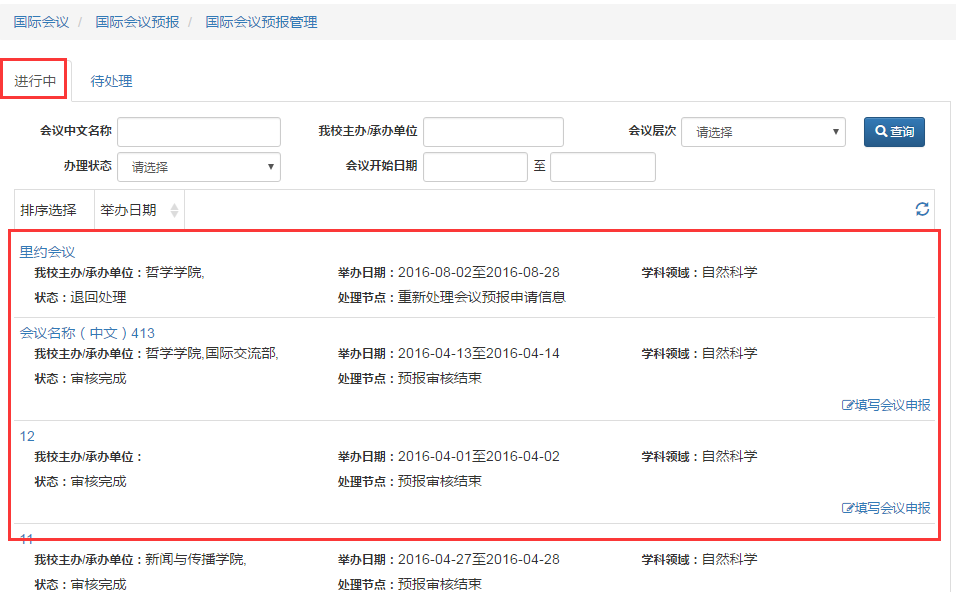 国际会议 / 国际会议预报 / 国际会议预报管理
进行中 待处理
会议中文名称 我校主办/承办单位 会议层次 请选择 查询
办理状态 请选择 会议开始日期 至
排序选择 举办日期
里约会议
我校主办/承办单位：哲学学院, 举办日期：2016-08-02至2016-08-28 学科领域：自然科学
状态：退回处理 处理节点：重新处理会议预报申请信息
会议名称（中文）413
我校主办/承办单位：哲学学院,国际交流部, 举办日期：2016-04-13至2016-04-14 学科领域：自然科学
状态：审核完成 处理节点：预报审核结束
填写会议申报
12
我校主办/承办单位： 举办日期：2016-04-01至2016-04-02 学科领域：自然科学
状态：审核完成 处理节点：预报审核结束
填写会议申报
11
我校主办/承办单位：新闻与传播学院, 举办日期：2016-04-27至2016-04-28 学科领域：自然科学
状态：审核完成 处理节点：预报审核结束